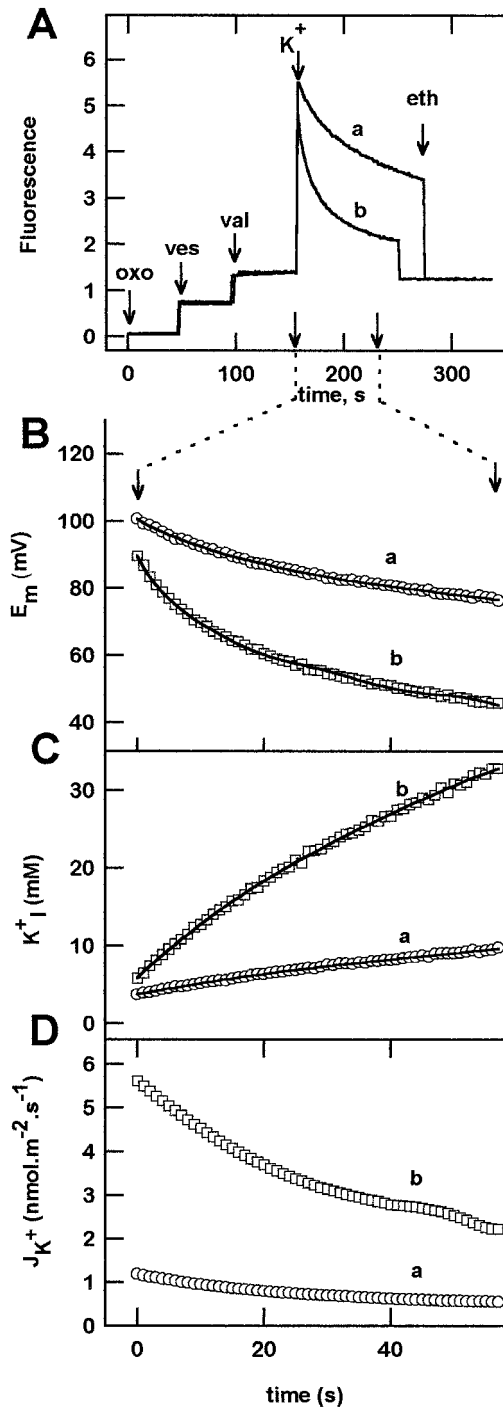 A
K+
6
5
a
eth
4
3
b
val
2
ves
1
oxo
0
Fluorescence
0 100 200 300
time, s
B
120
100
a
80
60
b
40
Em (mV)
C
b
30
20
a
10
0
K+I (mM)
D
6
5
4
b
3
2
a
1
0
JK+ (nmol.m-2.s-1)
0 20 40
time (s)